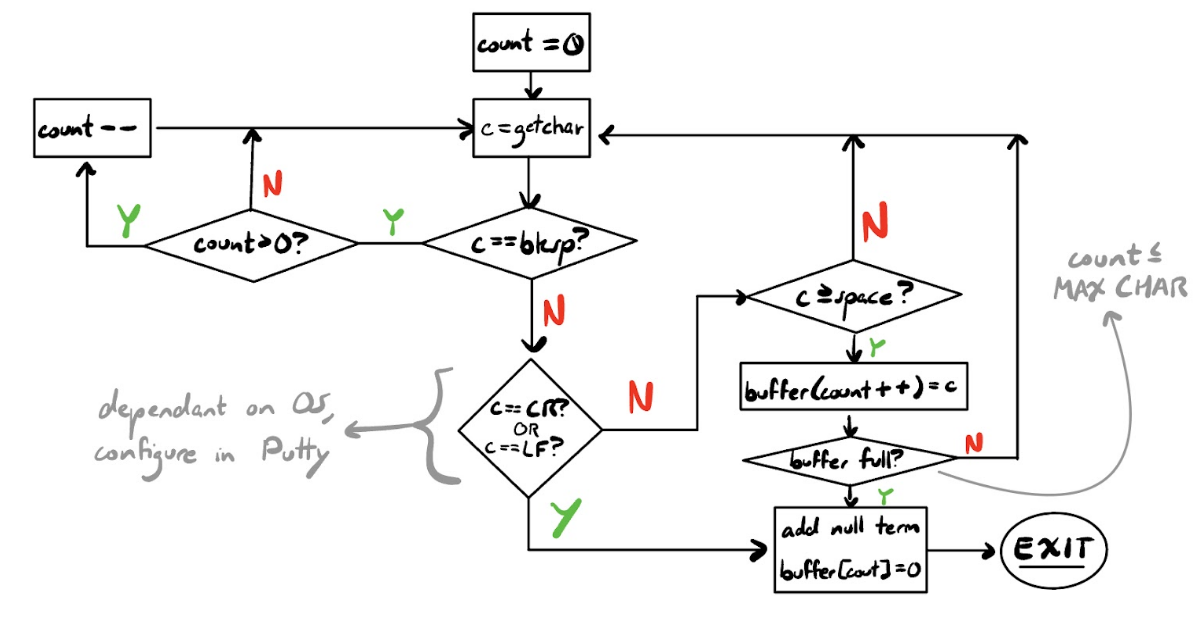 count = 0
count --
c = getchar
N
Y
count>0?
Y
c==bksp?
N
N
c ≥ space?
count ≤
MAX CHAR
Y
dependant on OS,
configure in Putty
c==CR?
OR
c==LF?
N
buffer(count++) = c
buffer full?
N
Y
Y
add null term
buffer[cout]=0
EXIT